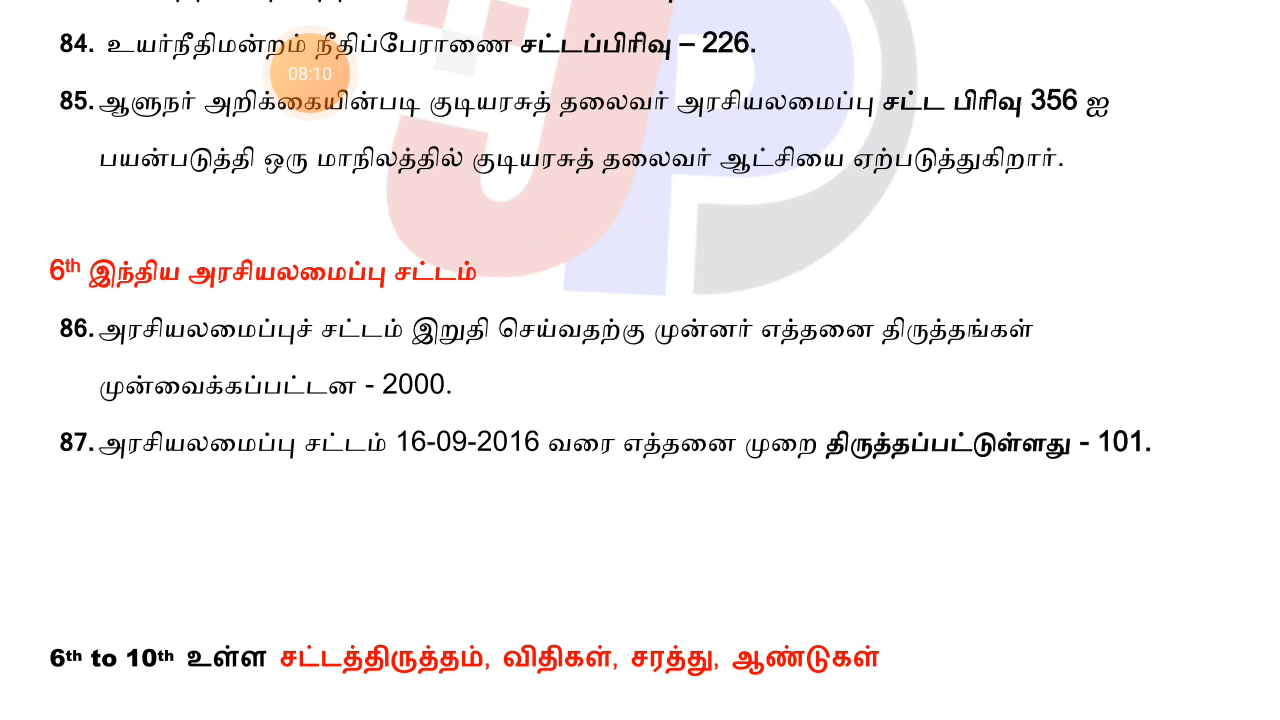 84. உயர்நீதிமன்றம் நீதிப்பேராணை சட்டப்பிரிவு – 226.
08:10
85. ஆளுநர் அறிக்கையின்படி குடியரசுத் தலைவர் அரசியலமைப்பு சட்ட பிரிவு 356 ஐ
பயன்படுத்தி ஒரு மாநிலத்தில் குடியரசுத் தலைவர் ஆட்சியை ஏற்படுத்துகிறார்.
6th இந்திய அரசியலமைப்பு சட்டம்
86. அரசியலமைப்புச் சட்டம் இறுதி செய்வதற்கு முன்னர் எத்தனை திருத்தங்கள்
முன்வைக்கப்பட்டன - 2000.
87. அரசியலமைப்பு சட்டம் 16-09-2016 வரை எத்தனை முறை திருத்தப்பட்டுள்ளது - 101.
6th to 10th உள்ள சட்டத்திருத்தம், விதிகள், சரத்து, ஆண்டுகள்